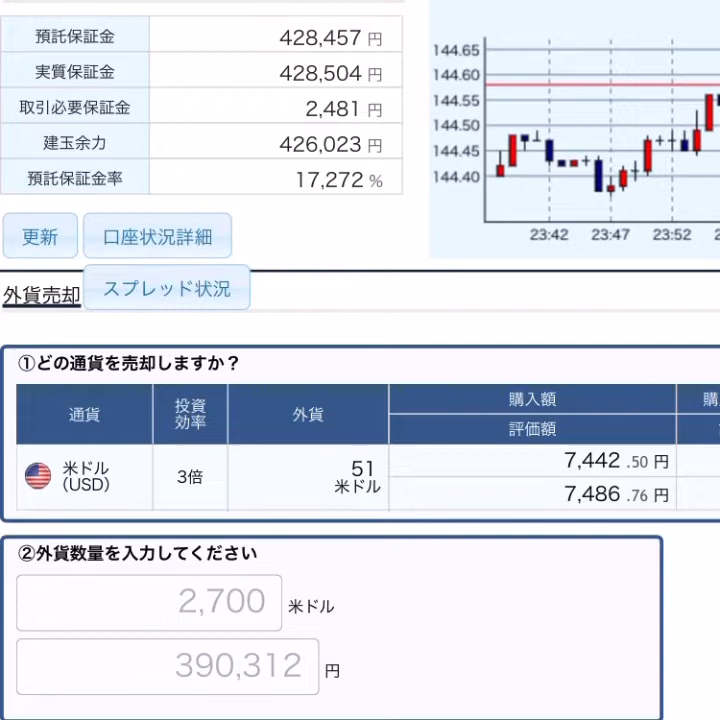 預託保証金 428,457 円
実質保証金 428,504 円
取引必要保証金 2,481 円
建玉余力 426,023 円
預託保証金率 17,272 %
144.65
144.60
144.55
144.50
144.45
144.40
23:42 23:47 23:52 2
更新 口座状況詳細
外貨売却 スプレッド状況
①どの通貨を売却しますか？
通貨 投資効率 外貨 購入額 購
評価額
米ドル (USD) 3倍 51 米ドル 7,442 .50 円
7,486 .76 円
②外貨数量を入力してください
2,700 米ドル
390,312 円